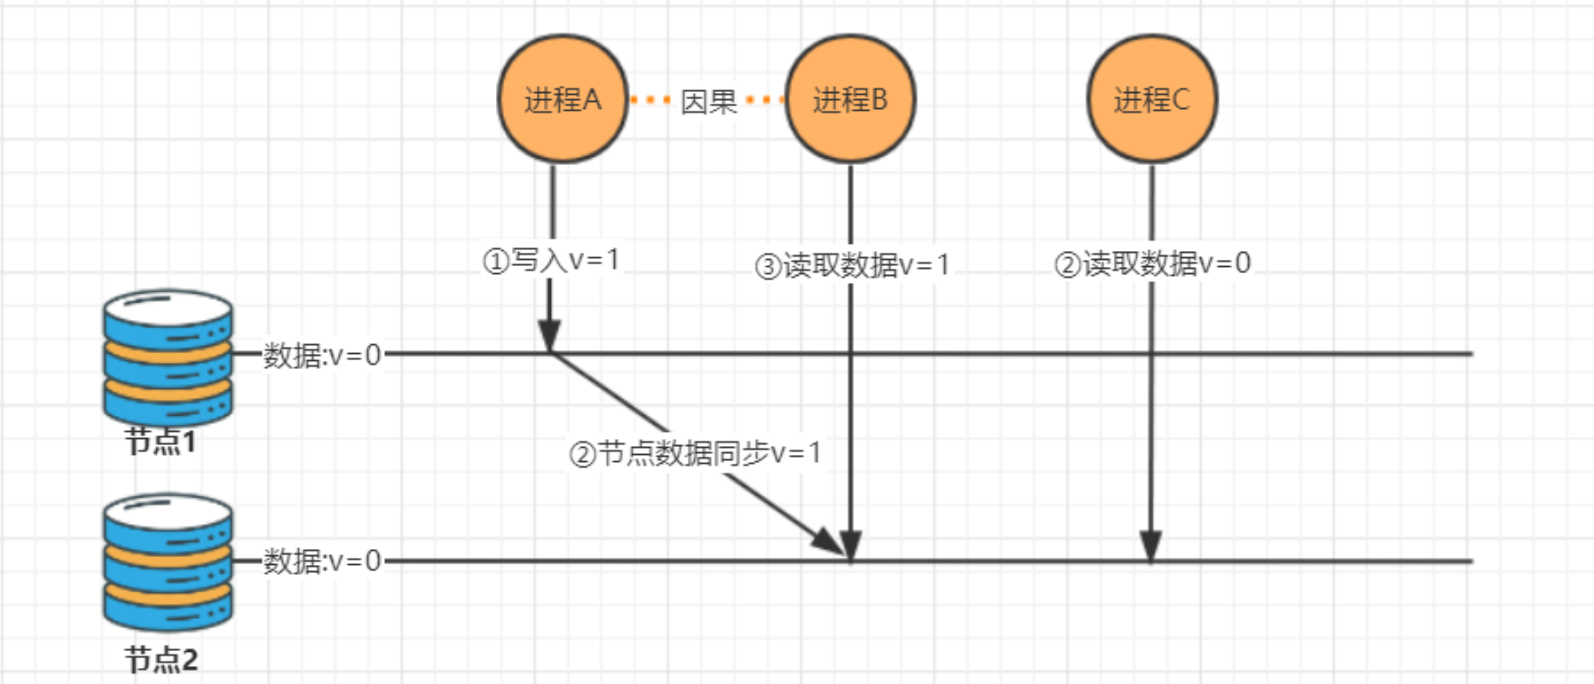 进程A
因果
进程B
进程C
①写入v=1
③读取数据v=1
②读取数据v=0
数据:v=0
节点1
②节点数据同步v=1
数据:v=0
节点2